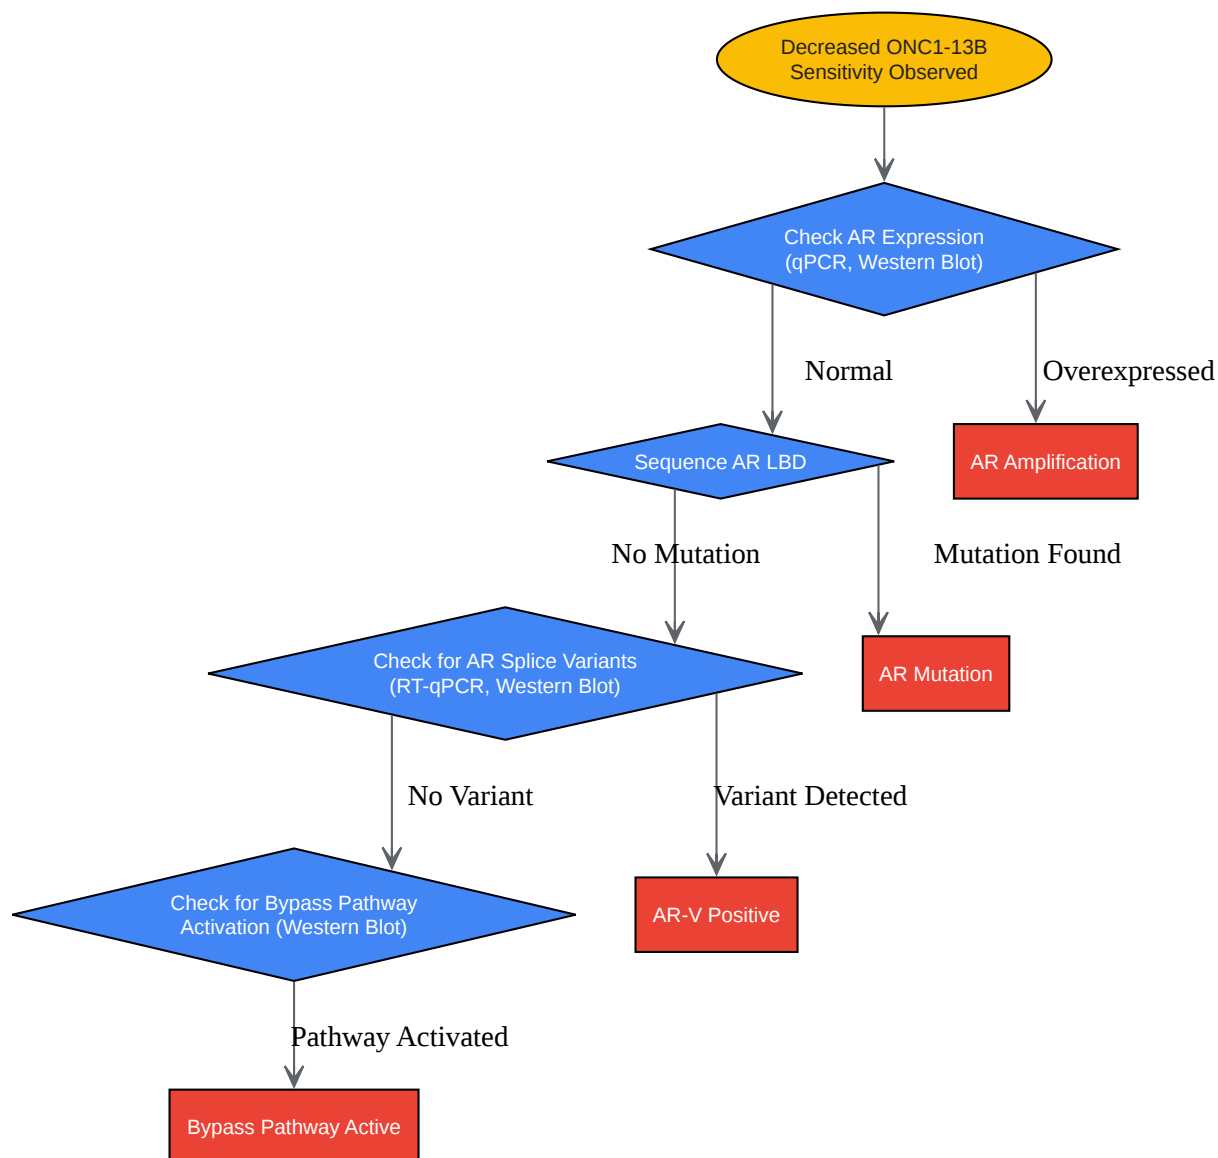 Decreased ONC1-13B
Sensitivity Observed
Check AR Expression
(qPCR, Western Blot)
Normal
Overexpressed
Sequence AR LBD
AR Amplification
No Mutation
Mutation Found
Check for AR Splice Variants
(RT-qPCR, Western Blot)
AR Mutation
No Variant
Variant Detected
Check for Bypass Pathway
Activation (Western Blot)
AR-V Positive
Pathway Activated
Bypass Pathway Active